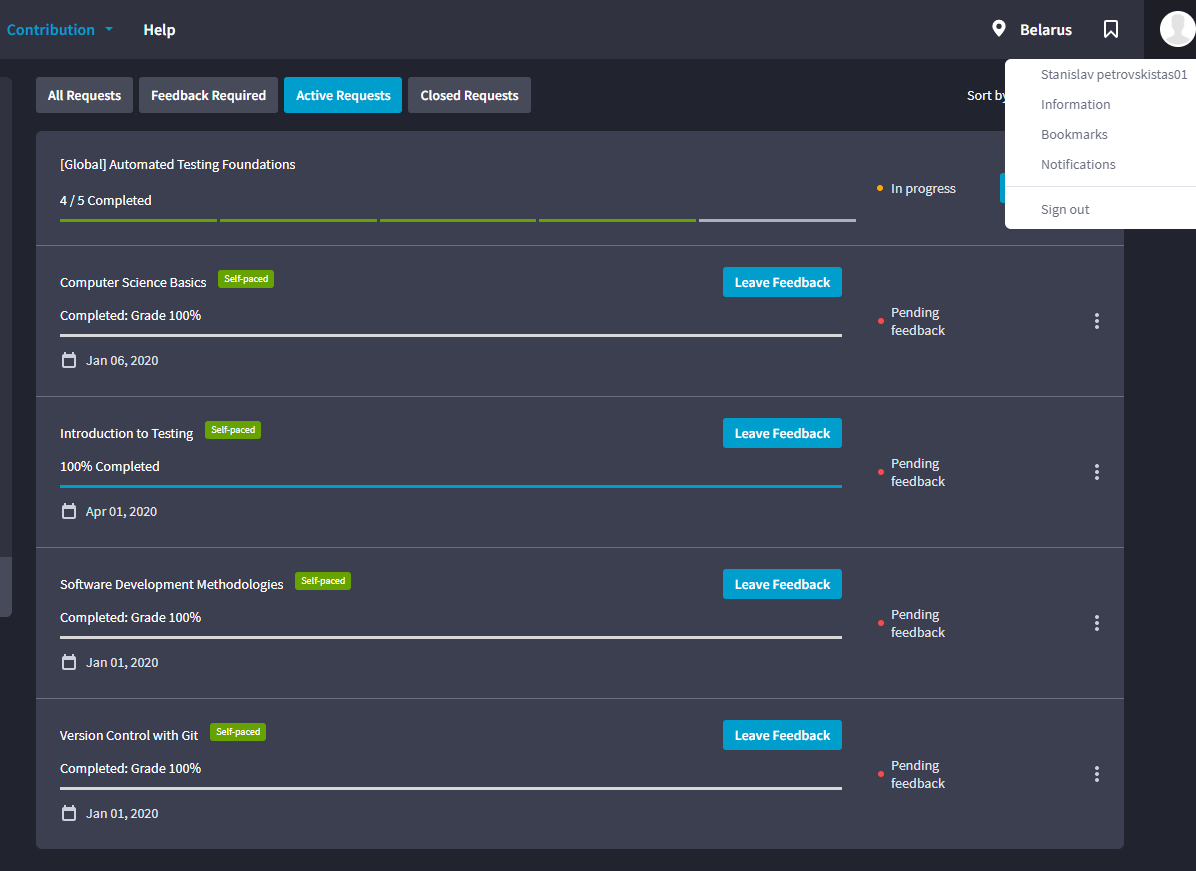 Contribution Help Belarus
All Requests Feedback Required Active Requests Closed Requests Sort by
Stanislav petrovskistas01
Information
Bookmarks
Notifications
Sign out
[Global] Automated Testing Foundations
4 / 5 Completed
In progress
Computer Science Basics Self-paced
Leave Feedback
Completed: Grade 100%
Pending
feedback
Jan 06, 2020
Introduction to Testing Self-paced
Leave Feedback
100% Completed
Pending
feedback
Apr 01, 2020
Software Development Methodologies Self-paced
Leave Feedback
Completed: Grade 100%
Pending
feedback
Jan 01, 2020
Version Control with Git Self-paced
Leave Feedback
Completed: Grade 100%
Pending
feedback
Jan 01, 2020